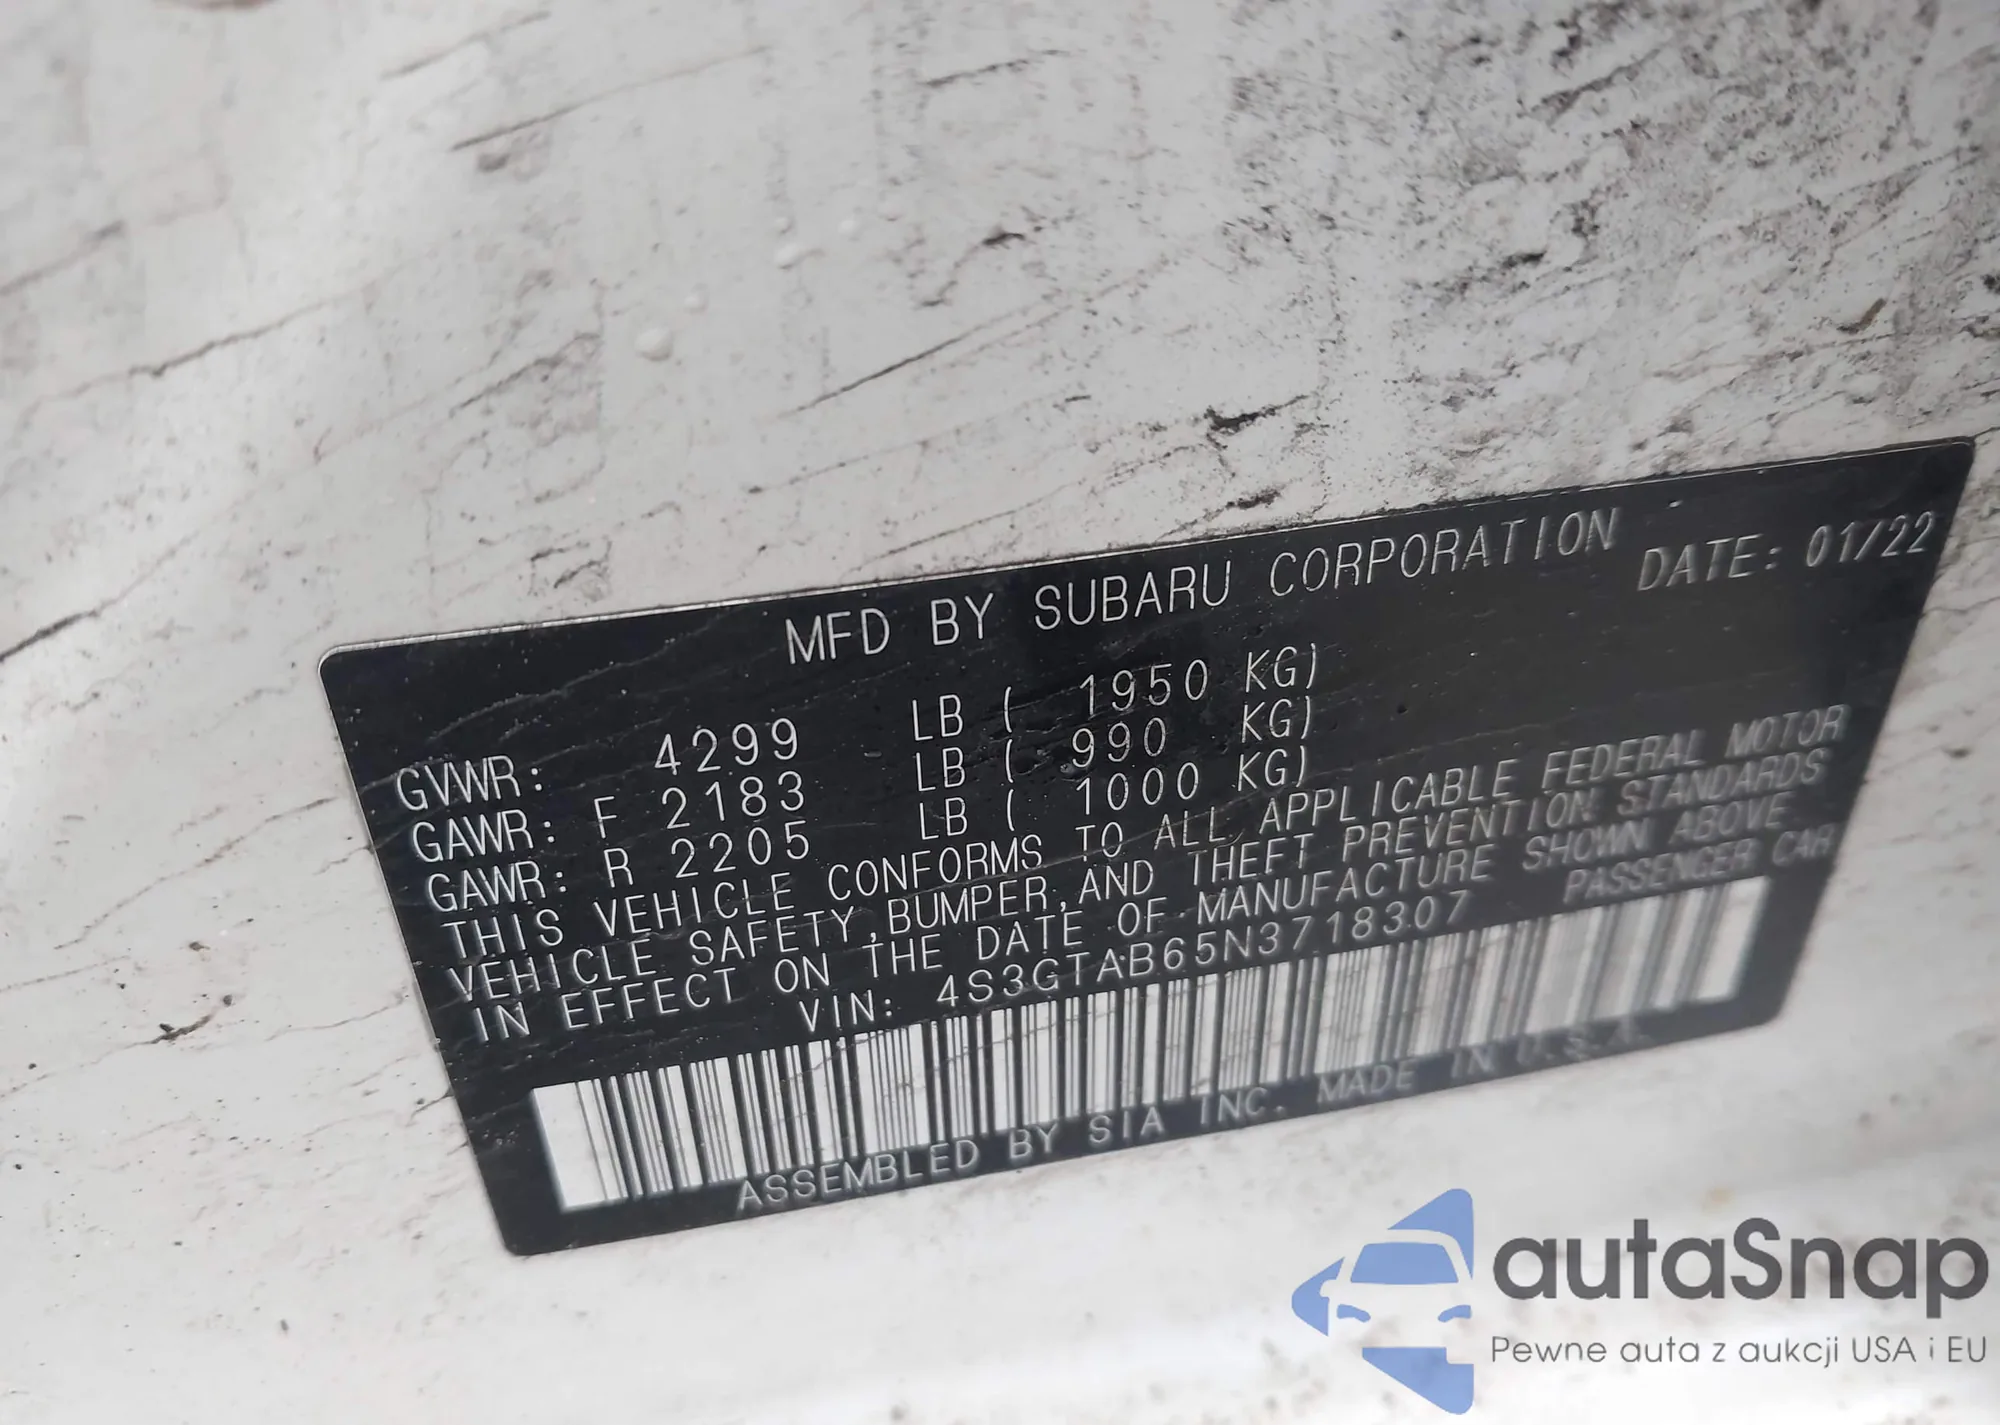 MFD BY SUBARU CORPORATION DATE: 01/22
GVWR: 4299 LB ( 1950 KG)
GAWR: F 2183 LB ( 990 KG)
GAWR: R 2205 LB ( 1000 KG)
THIS VEHICLE CONFORMS TO ALL APPLICABLE FEDERAL MOTOR
VEHICLE SAFETY,BUMPER,AND THEFT PREVENTION STANDARDS
IN EFFECT ON THE DATE OF MANUFACTURE SHOWN ABOVE
VIN: 4S3GTAB65N3718307 PASSENGER CAR
ASSEMBLED BY SIA INC. MADE IN U.S.A.
autaSnap
Pewne auta z aukcji USA i EU